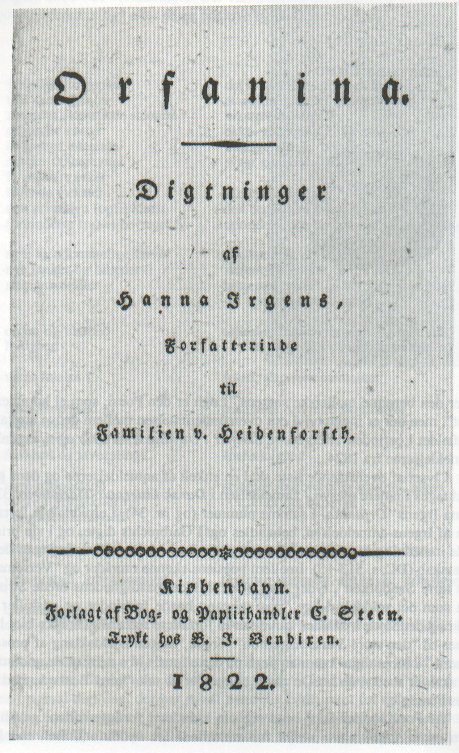 Orfanina.
Digtninger
af
Hanna Irgens,
Forfatterinde
til
Familien v. Heidenforsth.
Kiøbenhavn.
Forlagt af Bog- og Papiirhandler C. Steen.
Trykt hos B. J. Bendixen.
1822.